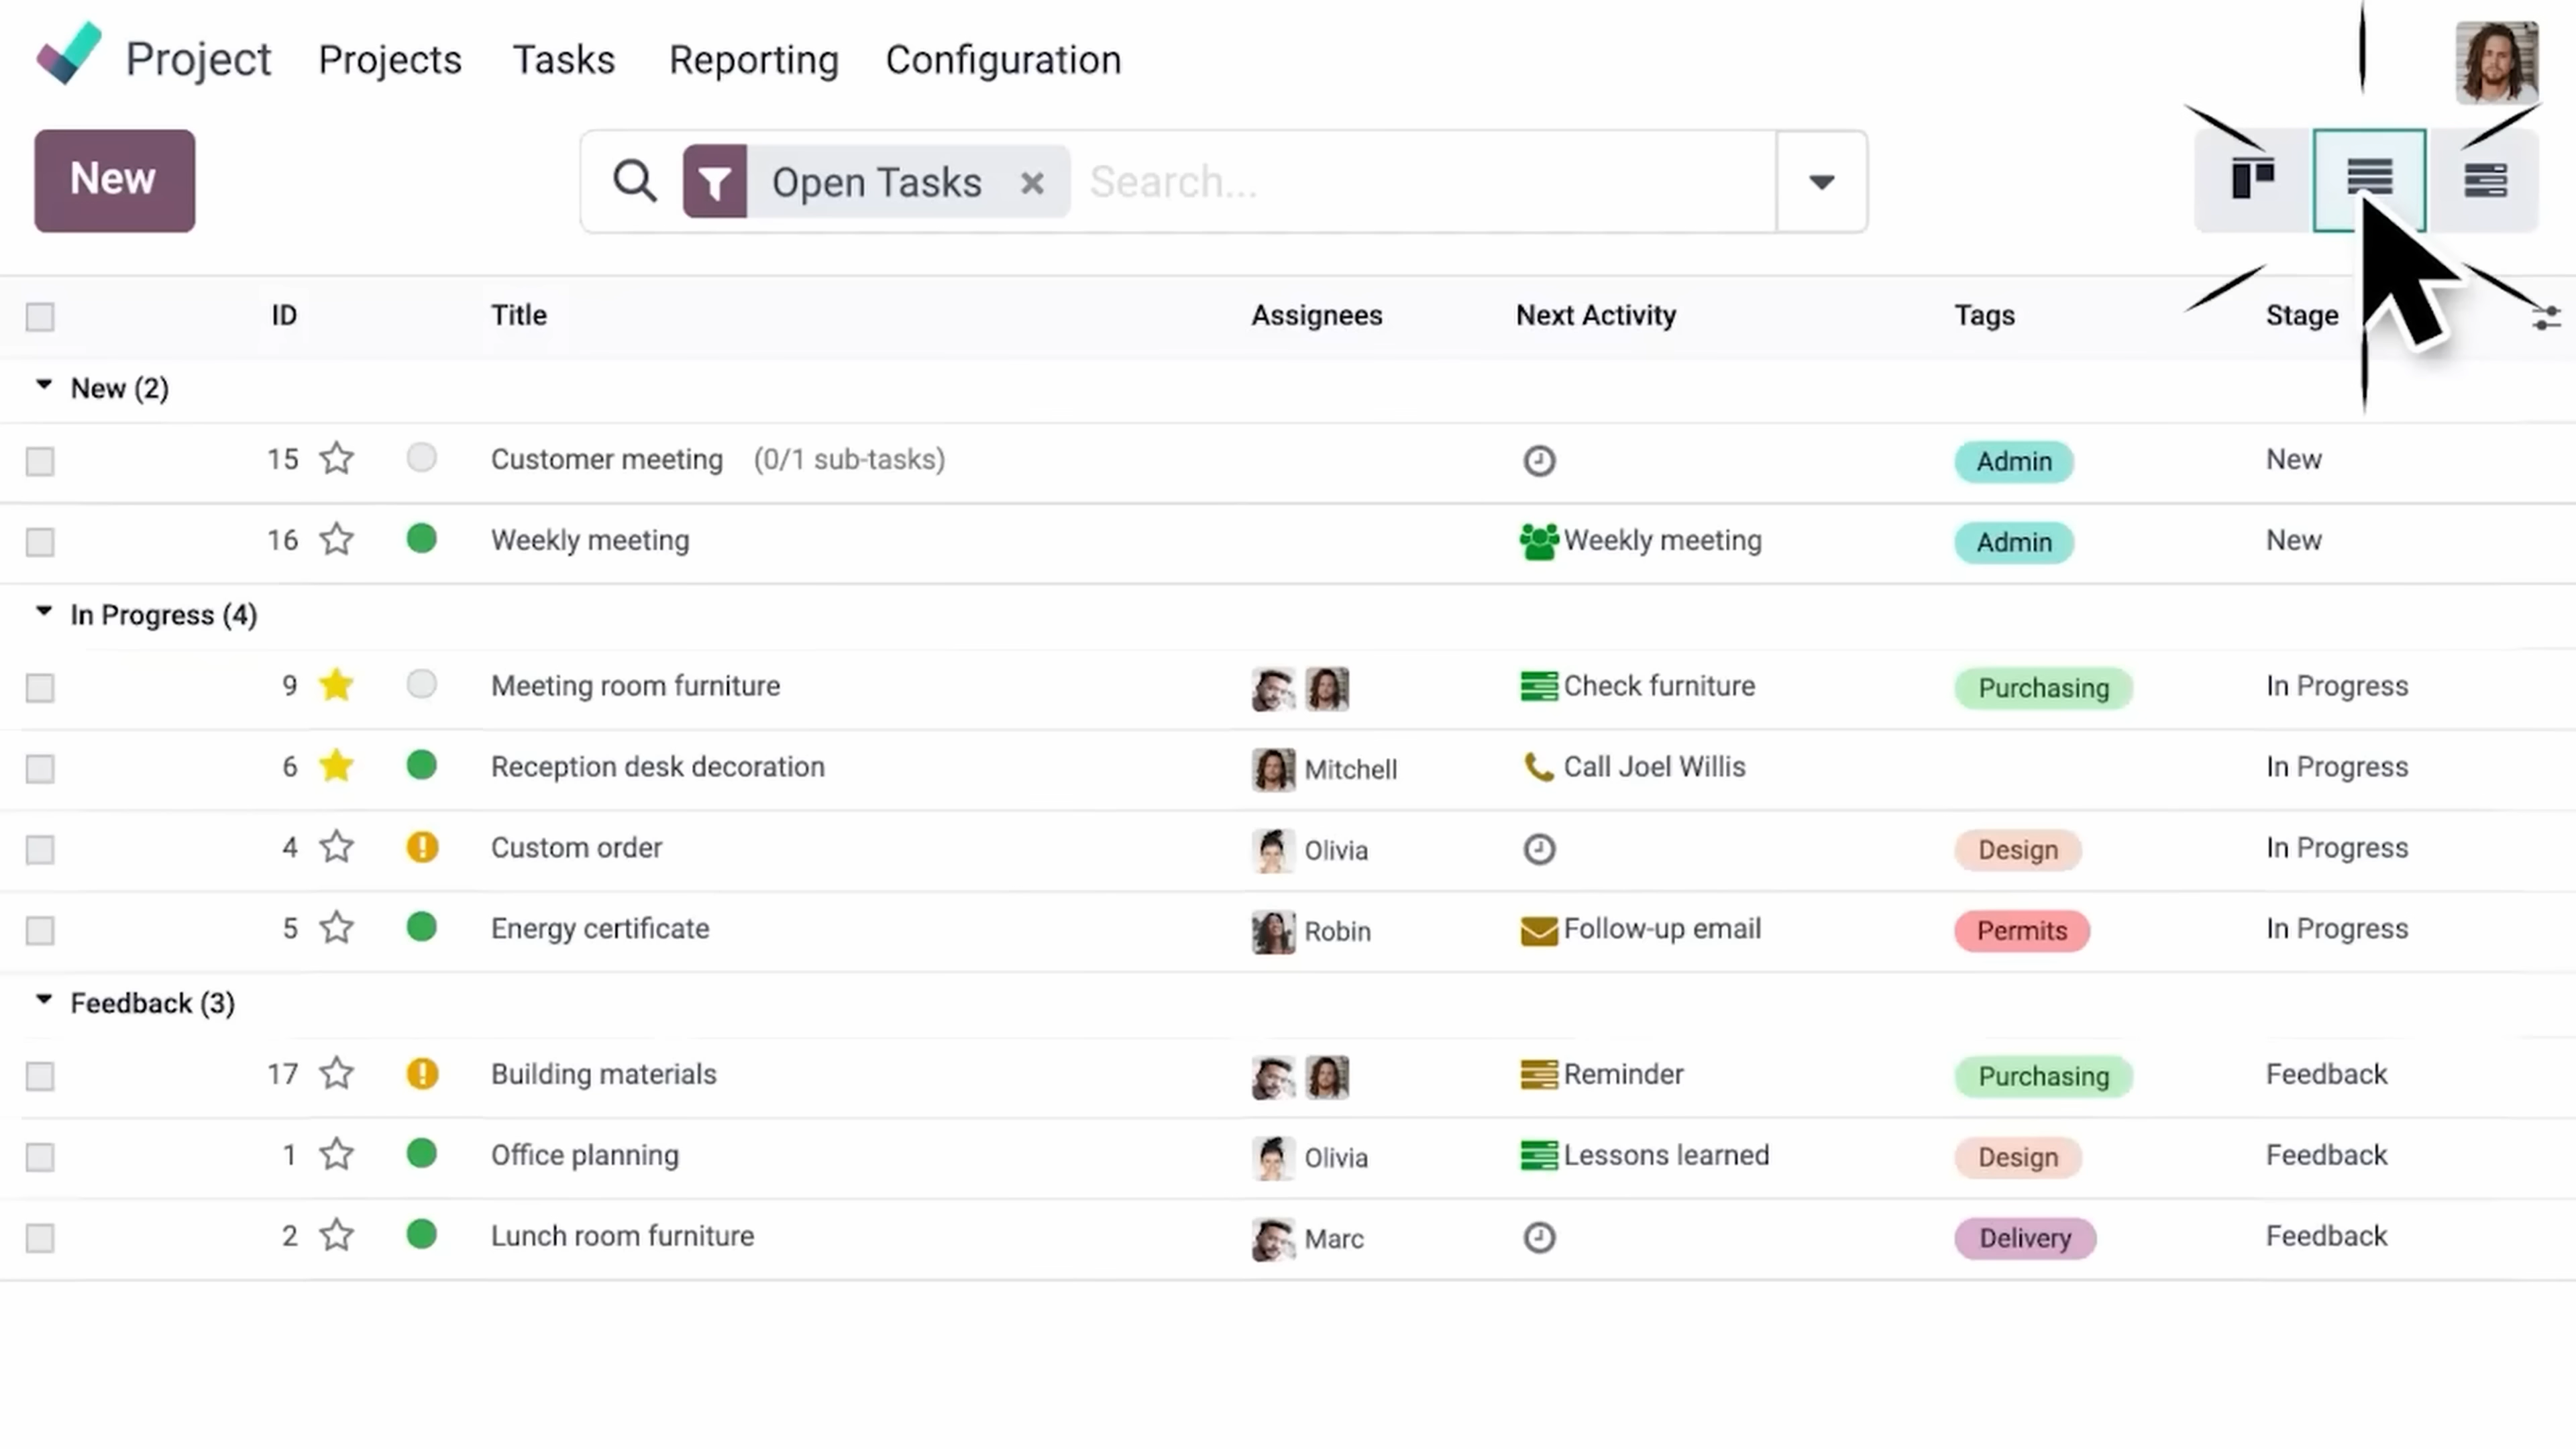 Project Projects Tasks Reporting Configuration
New Open Tasks Search...
ID Title Assignees Next Activity Tags Stage
New (2)
15 Customer meeting (0/1 sub-tasks) Admin New
16 Weekly meeting Weekly meeting Admin New
In Progress (4)
9 Meeting room furniture Check furniture Purchasing In Progress
6 Reception desk decoration Mitchell Call Joel Willis In Progress
4 Custom order Olivia Design In Progress
5 Energy certificate Robin Follow-up email Permits In Progress
Feedback (3)
17 Building materials Reminder Purchasing Feedback
1 Office planning Olivia Lessons learned Design Feedback
2 Lunch room furniture Marc Delivery Feedback